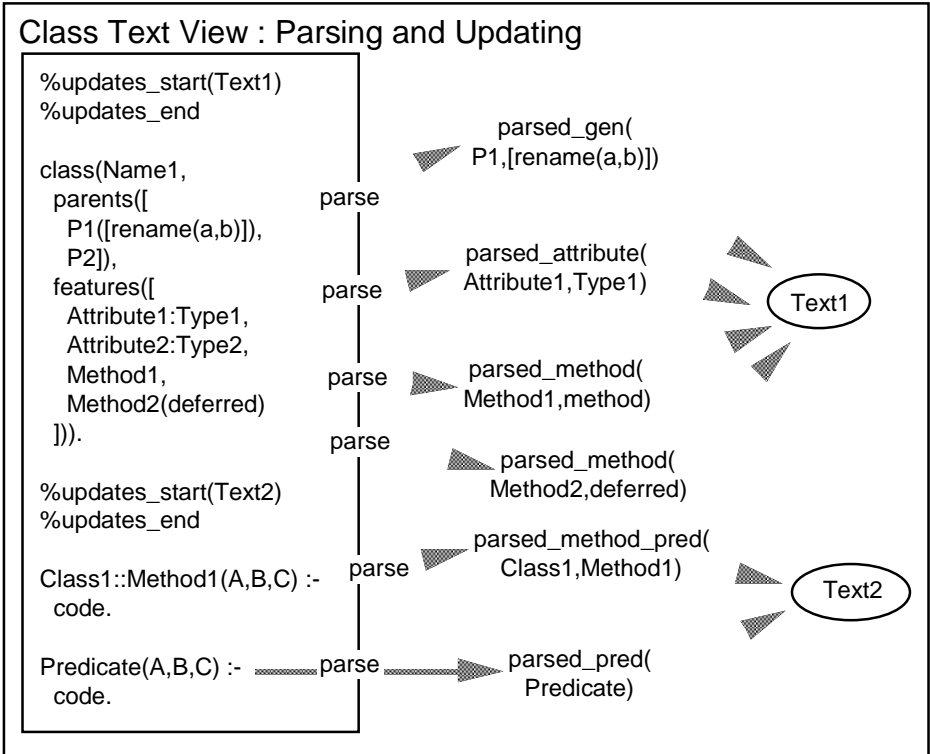 Class Text View : Parsing and Updating
%updates_start(Text1)
%updates_end
class(Name1,
parents([
P1([rename(a,b)]),
P2]),
features([
Attribute1:Type1,
Attribute2:Type2,
Method1,
Method2(deferred)
])).
%updates_start(Text2)
%updates_end
Class1::Method1(A,B,C) :-
code.
Predicate(A,B,C) :-
code.
parse
parse
parse
parse
parse
parse
parsed_gen(
P1,[rename(a,b)])
parsed_attribute(
Attribute1,Type1)
parsed_method(
Method1,method)
parsed_method(
Method2,deferred)
parsed_method_pred(
Class1,Method1)
parsed_pred(
Predicate)
Text1
Text2